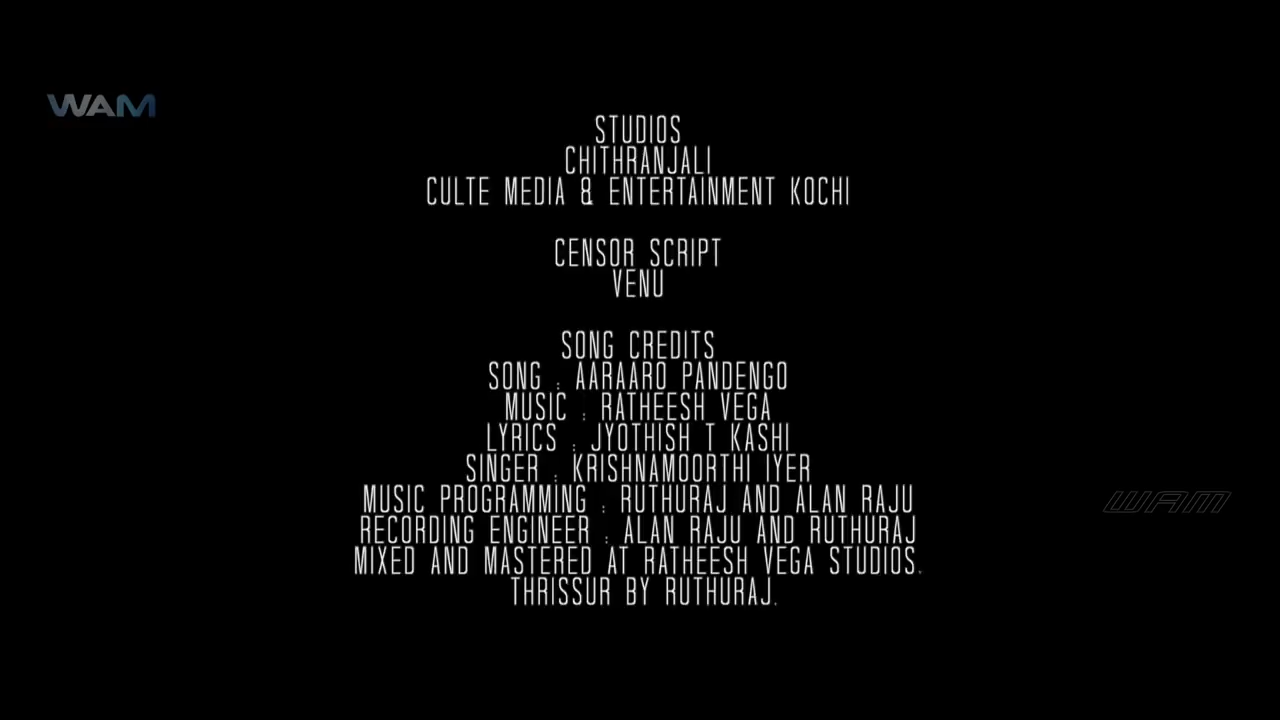 WAM
STUDIOS
CHITHRANJALI
CULTE MEDIA & ENTERTAINMENT KOCHI
CENSOR SCRIPT
VENU
SONG CREDITS
SONG : AARAARO PANDENGO
MUSIC : RATHEESH VEGA
LYRICS : JYOTHISH T KASHI
SINGER : KRISHNAMOORTHI IYER
MUSIC PROGRAMMING : RUTHURAJ AND ALAN RAJU
WAM
RECORDING ENGINEER : ALAN RAJU AND RUTHURAJ
MIXED AND MASTERED AT RATHEESH VEGA STUDIOS.
THRISSUR BY RUTHURAJ.